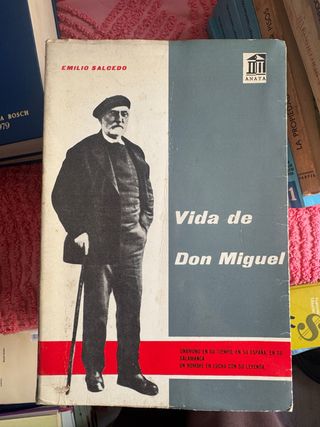 EMILIO SALCEDO
ANAYA
Vida de
Don Miguel
UNAMUNO EN SU TIEMPO, EN SU ESPAÑA, EN SU
SALAMANCA
UN HOMBRE EN LUCHA CON SU LEYENDA
A BOSCH
1979